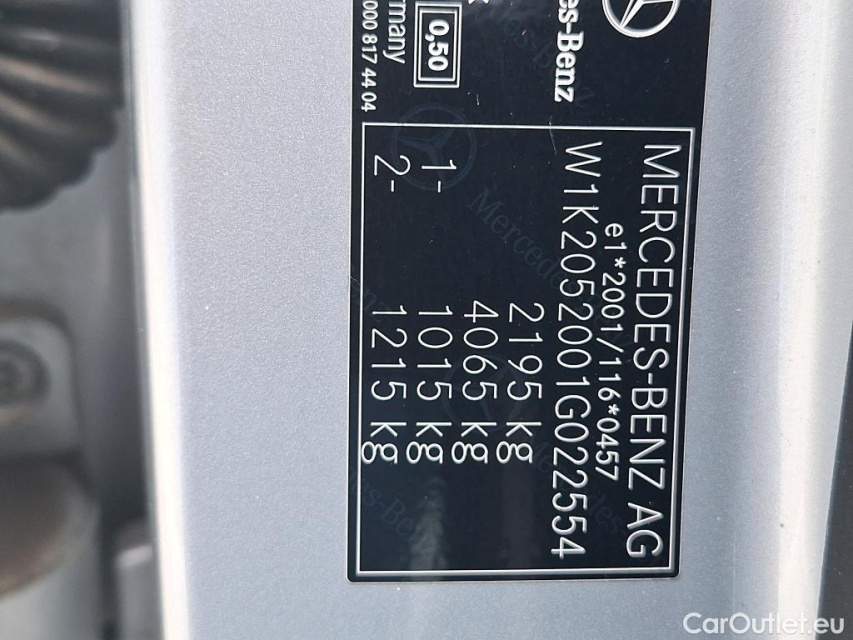 es-Benz
0,50
rmany
000 817 44 04
MERCEDES-BENZ AG
e1*2001/116*0457
W1K2052001G022554
2195 kg
4065 kg
1- 1015 kg
2- 1215 kg
CarOutlet.eu